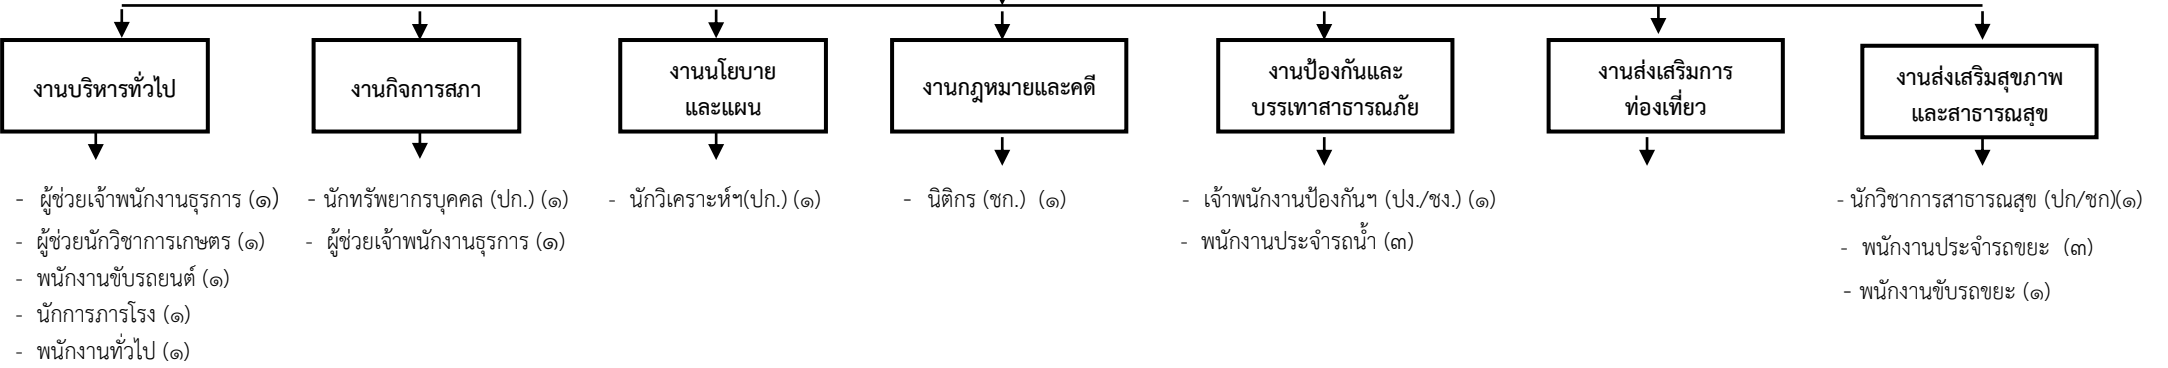 งานบริหารทั่วไป
งานกิจการสภา
งานนโยบาย
และแผน
งานกฎหมายและคดี
งานป้องกันและ
บรรเทาสาธารณภัย
งานส่งเสริมการ
ท่องเที่ยว
งานส่งเสริมสุขภาพ
และสาธารณสุข
- ผู้ช่วยเจ้าพนักงานธุรการ (๑)
- ผู้ช่วยนักวิชาการเกษตร (๑)
- พนักงานขับรถยนต์ (๑)
- นักการภารโรง (๑)
- พนักงานทั่วไป (๑)
- นักทรัพยากรบุคคล (ปก.) (๑)
- ผู้ช่วยเจ้าพนักงานธุรการ (๑)
- นักวิเคราะห์ฯ(ปก.) (๑)
- นิติกร (ชก.) (๑)
- เจ้าพนักงานป้องกันฯ (ปง./ชง.) (๑)
- พนักงานประจำรถน้ำ (๓)
- นักวิชาการสาธารณสุข (ปก/ชก)(๑)
- พนักงานประจำรถขยะ (๓)
- พนักงานขับรถขยะ (๑)